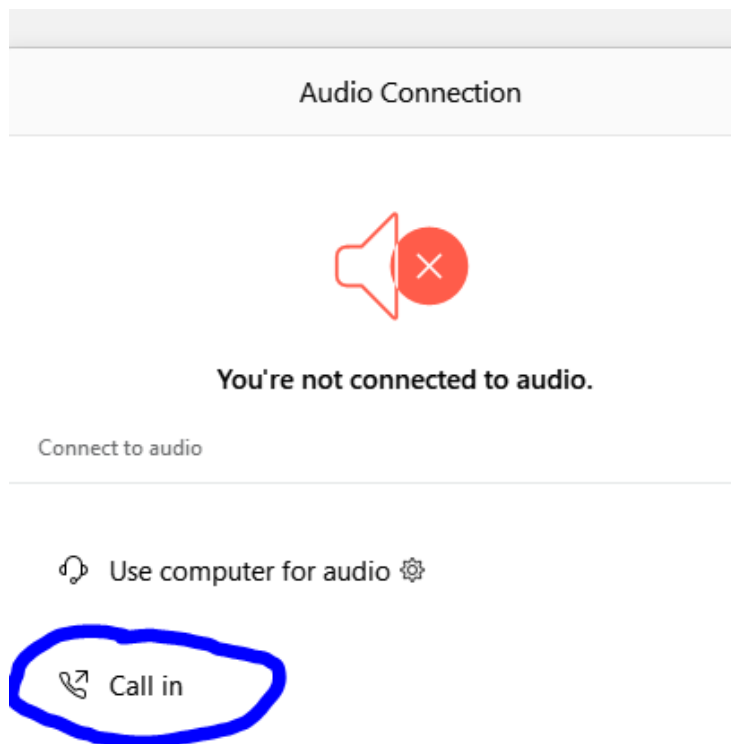 Audio Connection
You're not connected to audio.
Connect to audio
Use computer for audio
Call in